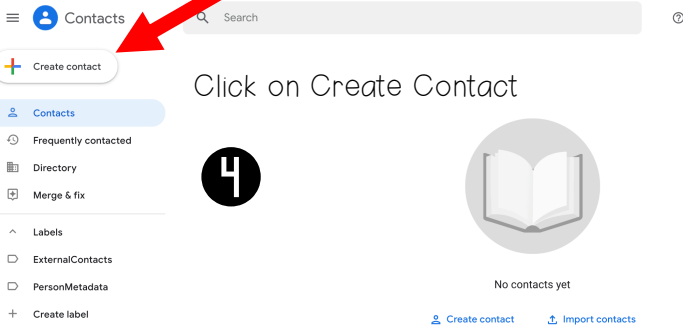 Contacts
Search
Create contact
Click on Create Contact
Contacts
Frequently contacted
Directory
Merge & fix
4
Labels
ExternalContacts
PersonMetadata
Create label
No contacts yet
Create contact Import contacts